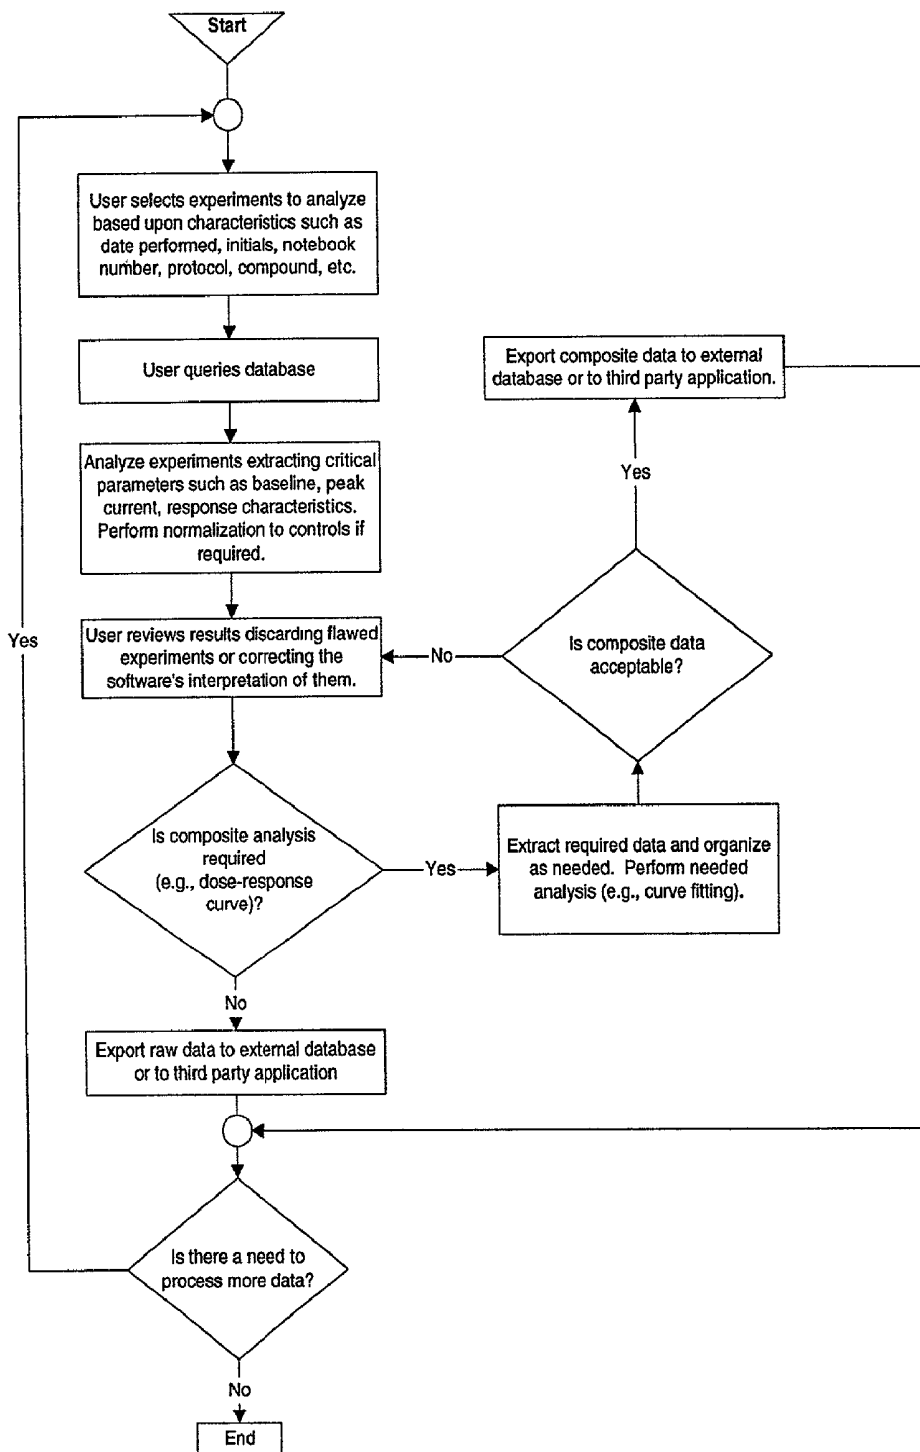 Start
User selects experiments to analyze
based upon characteristics such as
date performed, initials, notebook
number, protocol, compound, etc.
User queries database
Export composite data to external
database or to third party application.
Analyze experiments extracting critical
parameters such as baseline, peak
current, response characteristics.
Perform normalization to controls if
required.
Yes
Yes
User reviews results discarding flawed
experiments or correcting the
software's interpretation of them.
No
Is composite data
acceptable?
Is composite analysis
required
(e.g., dose-response
curve)?
Yes
Extract required data and organize
as needed. Perform needed
analysis (e.g., curve fitting).
No
Export raw data to external database
or to third party application
Is there a need to
process more data?
No
End